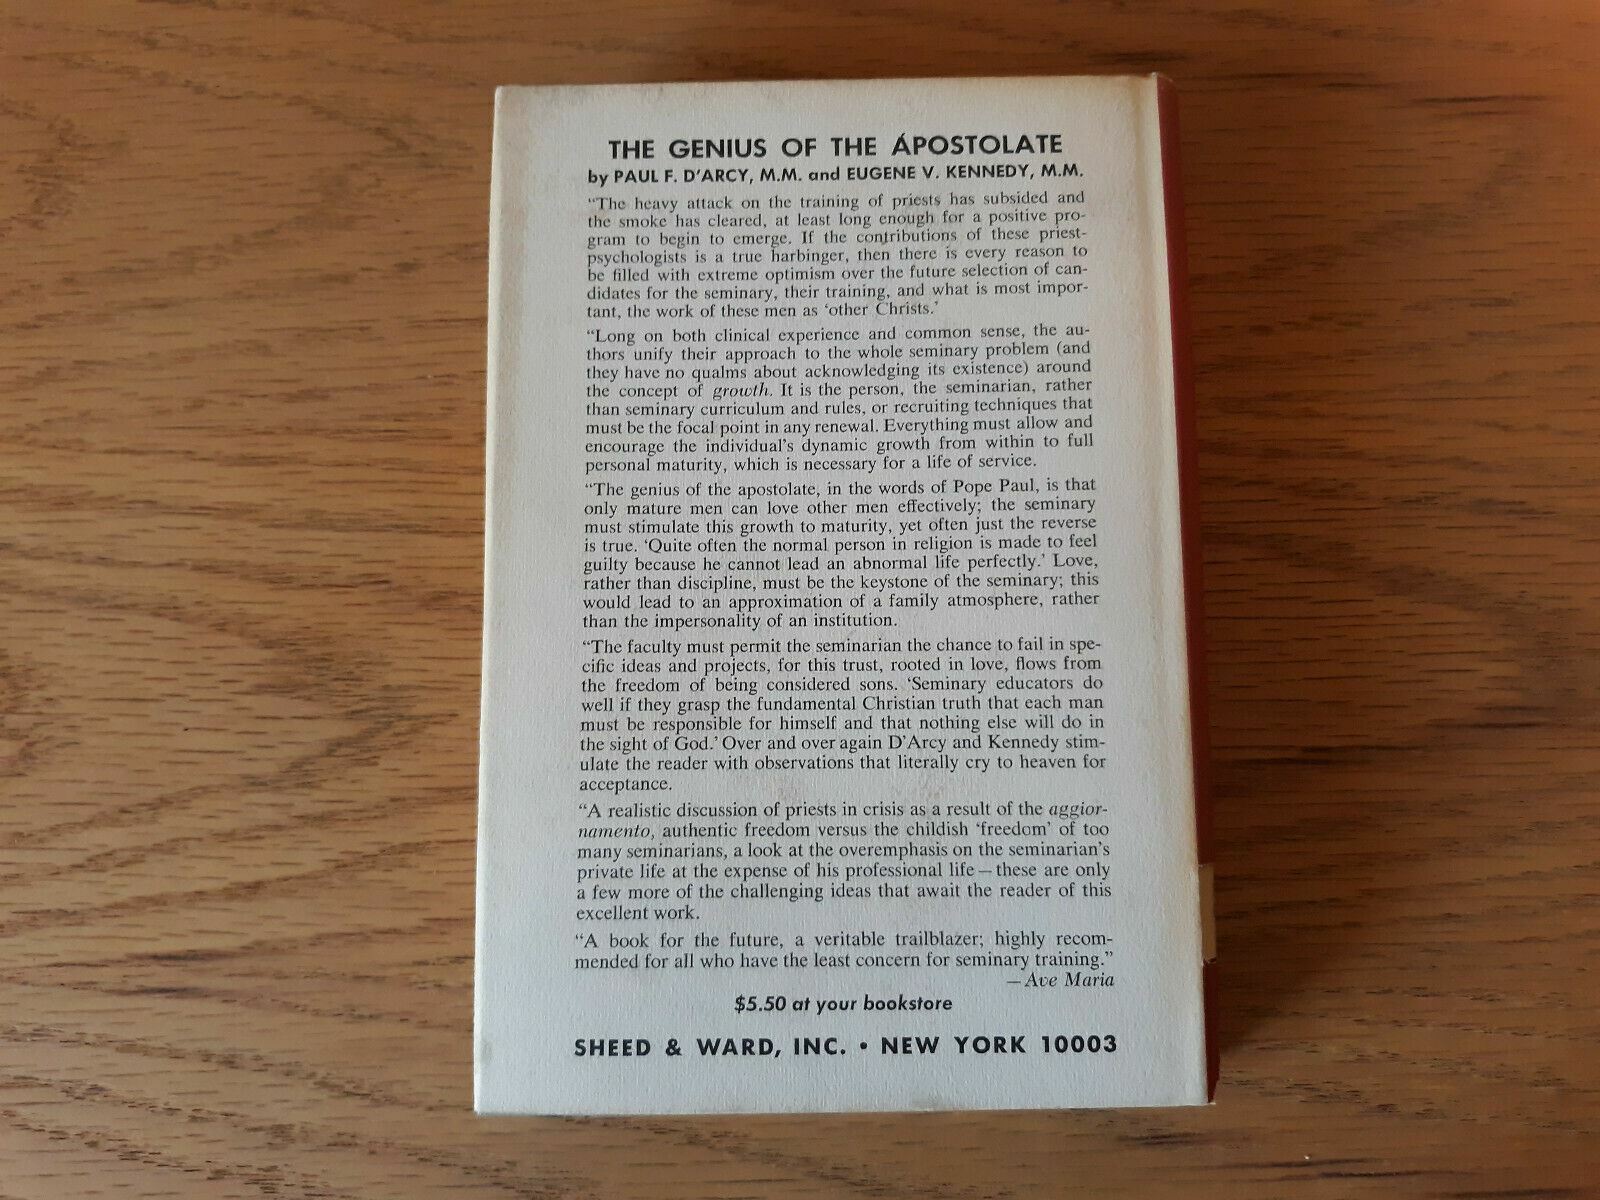 THE GENIUS OF THE ÁPOSTOLATE
by PAUL F. D'ARCY, M.M. and EUGENE V. KENNEDY, M.M.
“The heavy attack on the training of priests has subsided and
the smoke has cleared, at least long enough for a positive pro-
gram to begin to emerge. If the contributions of these priest-
psychologists is a true harbinger, then there is every reason to
be filled with extreme optimism over the future selection of can-
didates for the seminary, their training, and what is most impor-
tant, the work of these men as ‘other Christs.’
“Long on both clinical experience and common sense, the au-
thors unify their approach to the whole seminary problem (and
they have no qualms about acknowledging its existence) around
the concept of growth. It is the person, the seminarian, rather
than seminary curriculum and rules, or recruiting techniques that
must be the focal point in any renewal. Everything must allow and
encourage the individual's dynamic growth from within to full
personal maturity, which is necessary for a life of service.
“The genius of the apostolate, in the words of Pope Paul, is that
only mature men can love other men effectively; the seminary
must stimulate this growth to maturity, yet often just the reverse
is true. ‘Quite often the normal person in religion is made to feel
guilty because he cannot lead an abnormal life perfectly.’ Love,
rather than discipline, must be the keystone of the seminary; this
would lead to an approximation of a family atmosphere, rather
than the impersonality of an institution.
“The faculty must permit the seminarian the chance to fail in spe-
cific ideas and projects, for this trust, rooted in love, flows from
the freedom of being considered sons. ‘Seminary educators do
well if they grasp the fundamental Christian truth that each man
must be responsible for himself and that nothing else will do in
the sight of God.’ Over and over again D'Arcy and Kennedy stim-
ulate the reader with observations that literally cry to heaven for
acceptance.
“A realistic discussion of priests in crisis as a result of the aggior-
namento, authentic freedom versus the childish ‘freedom’ of too
many seminarians, a look at the overemphasis on the seminarian's
private life at the expense of his professional life—these are only
a few more of the challenging ideas that await the reader of this
excellent work.
“A book for the future, a veritable trailblazer; highly recom-
mended for all who have the least concern for seminary training.”
—Ave Maria
$5.50 at your bookstore
SHEED & WARD, INC. • NEW YORK 10003